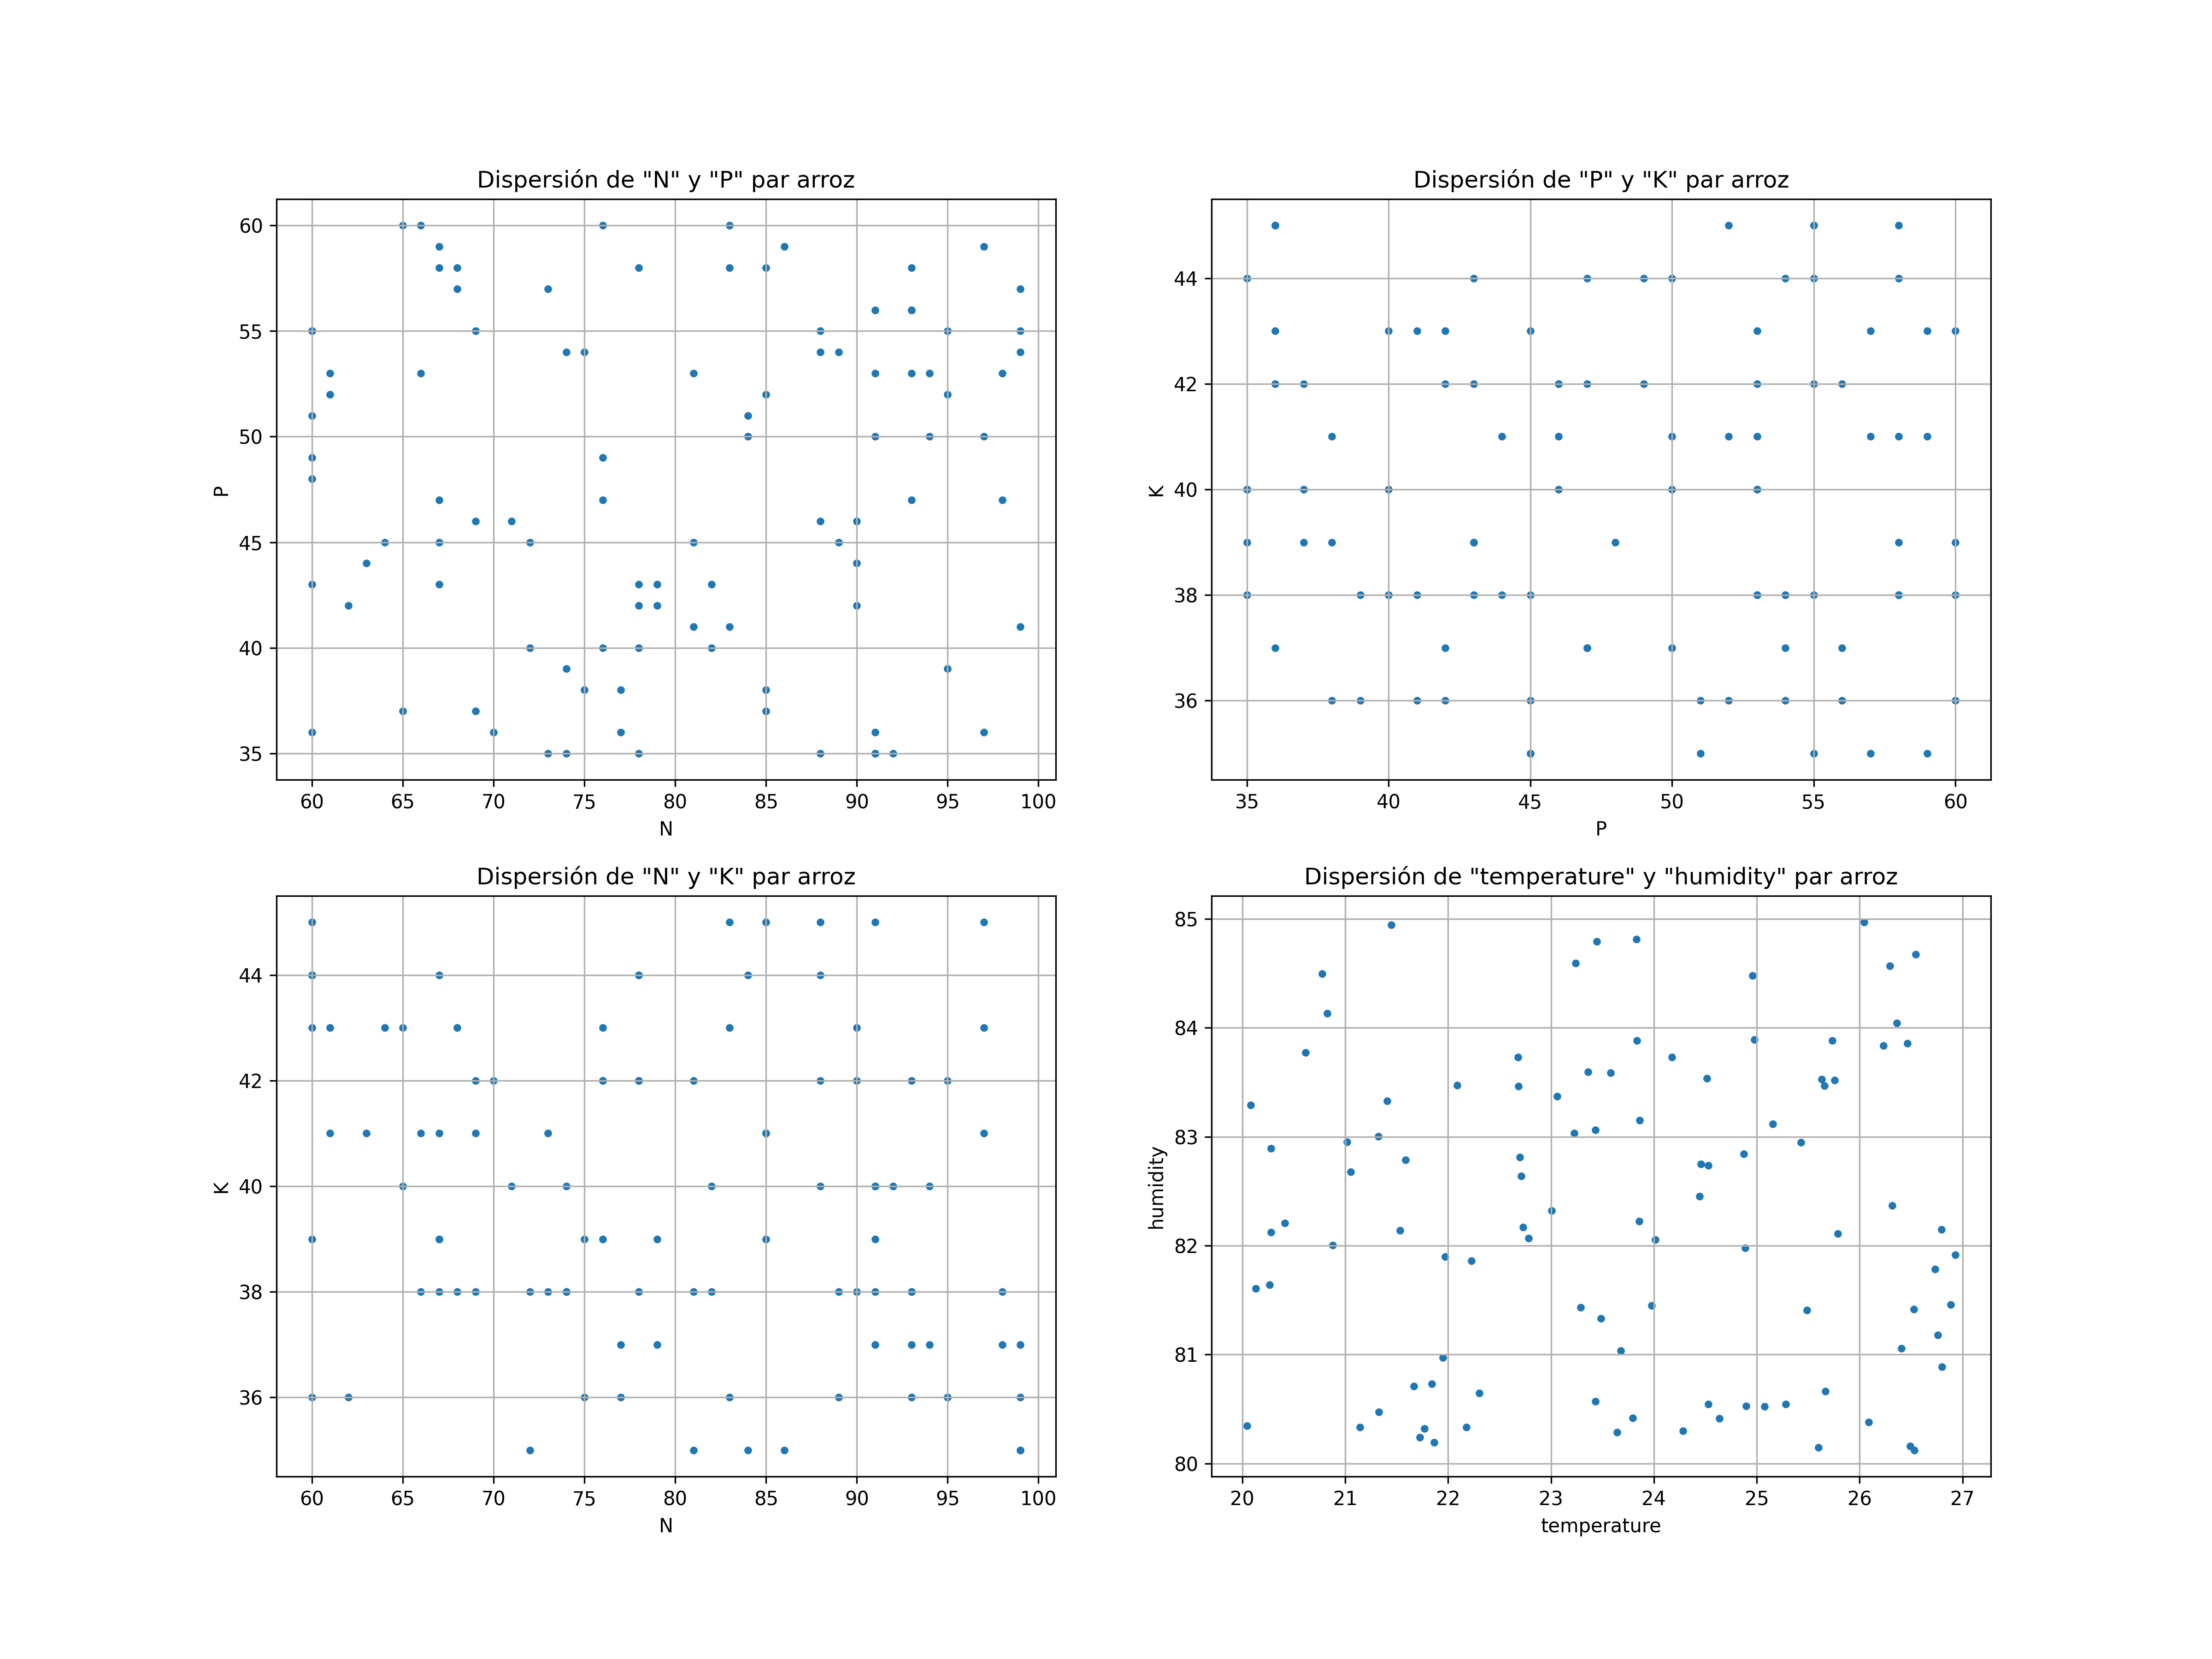 Dispersión de "N" y "P" par arroz
60
55
50
45
40
35
P
60 65 70 75 80 85 90 95 100
N
Dispersión de "P" y "K" par arroz
44
42
40
38
36
K
35 40 45 50 55 60
P
Dispersión de "N" y "K" par arroz
44
42
40
38
36
K
60 65 70 75 80 85 90 95 100
N
Dispersión de "temperature" y "humidity" par arroz
85
84
83
82
81
80
humidity
20 21 22 23 24 25 26 27
temperature